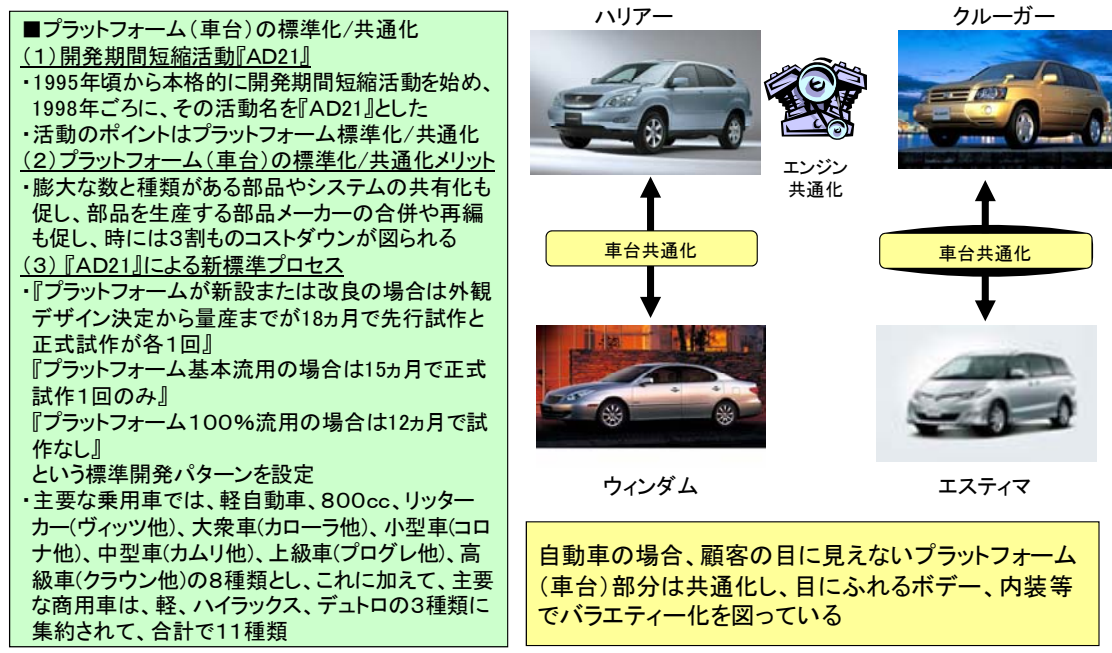 ■プラットフォーム(車台)の標準化/共通化
(1)開発期間短縮活動『AD21』
・1995年頃から本格的に開発期間短縮活動を始め、
1998年ごろに、その活動名を『AD21』とした
・活動のポイントはプラットフォーム標準化/共通化
(2)プラットフォーム(車台)の標準化/共通化メリット
・膨大な数と種類がある部品やシステムの共有化も
促し、部品を生産する部品メーカーの合併や再編
も促し、時には3割ものコストダウンが図られる
(3)『AD21』による新標準プロセス
・『プラットフォームが新設または改良の場合は外観
デザイン決定から量産までが18ヵ月で先行試作と
正式試作が各1回』
『プラットフォーム基本流用の場合は15ヵ月で正式
試作1回のみ』
『プラットフォーム100%流用の場合は12ヵ月で試
作なし』
という標準開発パターンを設定
・主要な乗用車では、軽自動車、800cc、リッター
カー(ヴィッツ他)、大衆車(カローラ他)、小型車(コロ
ナ他)、中型車(カムリ他)、上級車(プログレ他)、高
級車(クラウン他)の8種類とし、これに加えて、主要
な商用車は、軽、ハイラックス、デュトロの3種類に
集約されて、合計で11種類
ハリアー
クルーガー
エンジン
共通化
車台共通化
車台共通化
ウィンダム
エスティマ
自動車の場合、顧客の目に見えないプラットフォーム
(車台)部分は共通化し、目にふれるボデー、内装等
でバラエティー化を図っている